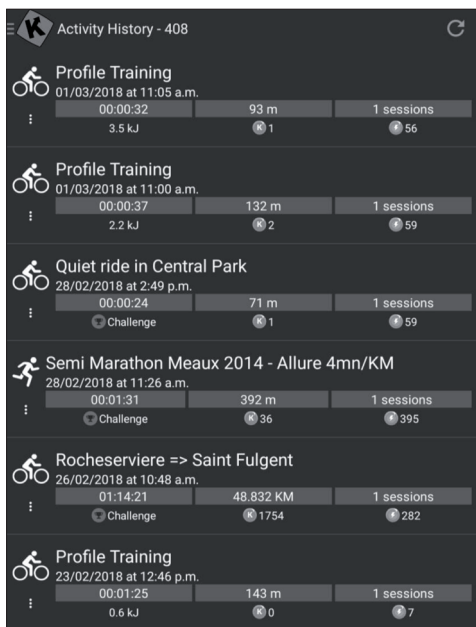 K Activity History - 408
Profile Training
01/03/2018 at 11:05 a.m.
00:00:32 93 m 1 sessions
3.5 kJ K 1 56
Profile Training
01/03/2018 at 11:00 a.m.
00:00:37 132 m 1 sessions
2.2 kJ K 2 59
Quiet ride in Central Park
28/02/2018 at 2:49 p.m.
00:00:24 71 m 1 sessions
Challenge K 1 59
Semi Marathon Meaux 2014 - Allure 4mn/KM
28/02/2018 at 11:26 a.m.
00:01:31 392 m 1 sessions
Challenge K 36 395
Rocheserviere => Saint Fulgent
26/02/2018 at 10:48 a.m.
01:14:21 48.832 KM 1 sessions
Challenge K 1754 282
Profile Training
23/02/2018 at 12:46 p.m.
00:01:25 143 m 1 sessions
0.6 kJ K 0 7